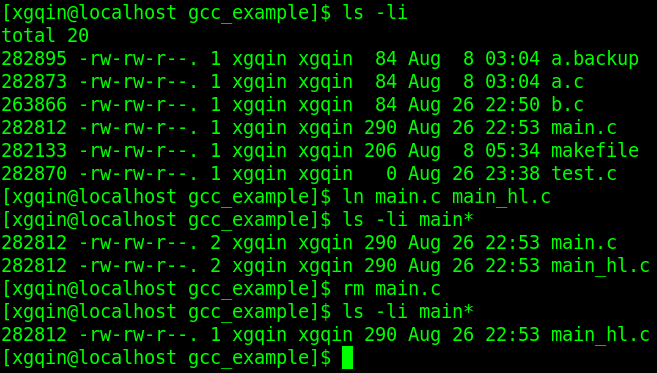 [xgqin@localhost gcc_example]$ ls -li
total 20
282895 -rw-rw-r--. 1 xgqin xgqin  84 Aug  8 03:04 a.backup
282873 -rw-rw-r--. 1 xgqin xgqin  84 Aug  8 03:04 a.c
263866 -rw-rw-r--. 1 xgqin xgqin  84 Aug 26 22:50 b.c
282812 -rw-rw-r--. 1 xgqin xgqin 290 Aug 26 22:53 main.c
282133 -rw-rw-r--. 1 xgqin xgqin 206 Aug  8 05:34 makefile
282870 -rw-rw-r--. 1 xgqin xgqin   0 Aug 26 23:38 test.c
[xgqin@localhost gcc_example]$ ln main.c main_hl.c
[xgqin@localhost gcc_example]$ ls -li main*
282812 -rw-rw-r--. 2 xgqin xgqin 290 Aug 26 22:53 main.c
282812 -rw-rw-r--. 2 xgqin xgqin 290 Aug 26 22:53 main_hl.c
[xgqin@localhost gcc_example]$ rm main.c
[xgqin@localhost gcc_example]$ ls -li main*
282812 -rw-rw-r--. 1 xgqin xgqin 290 Aug 26 22:53 main_hl.c
[xgqin@localhost gcc_example]$